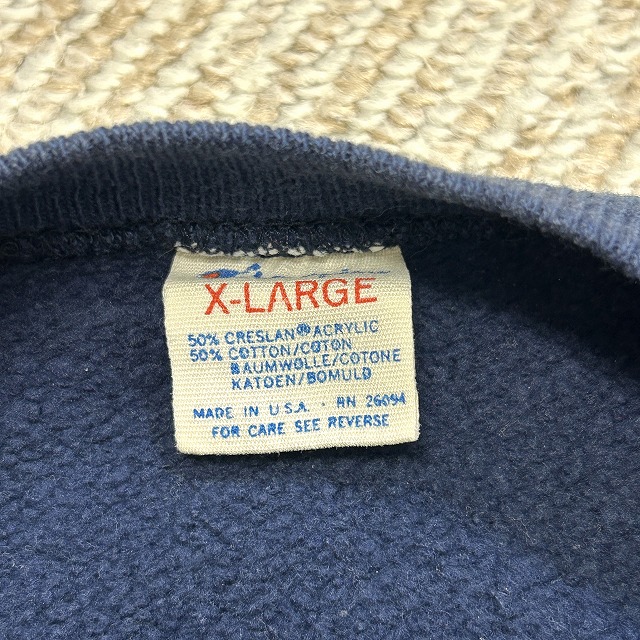 X-LARGE
50% CRESLAN® ACRYLIC
50% COTTON/COTON
BAUMWOLLE/COTONE
KATOEN/BOMULD
MADE IN U.S.A. · RN 26094
FOR CARE SEE REVERSE